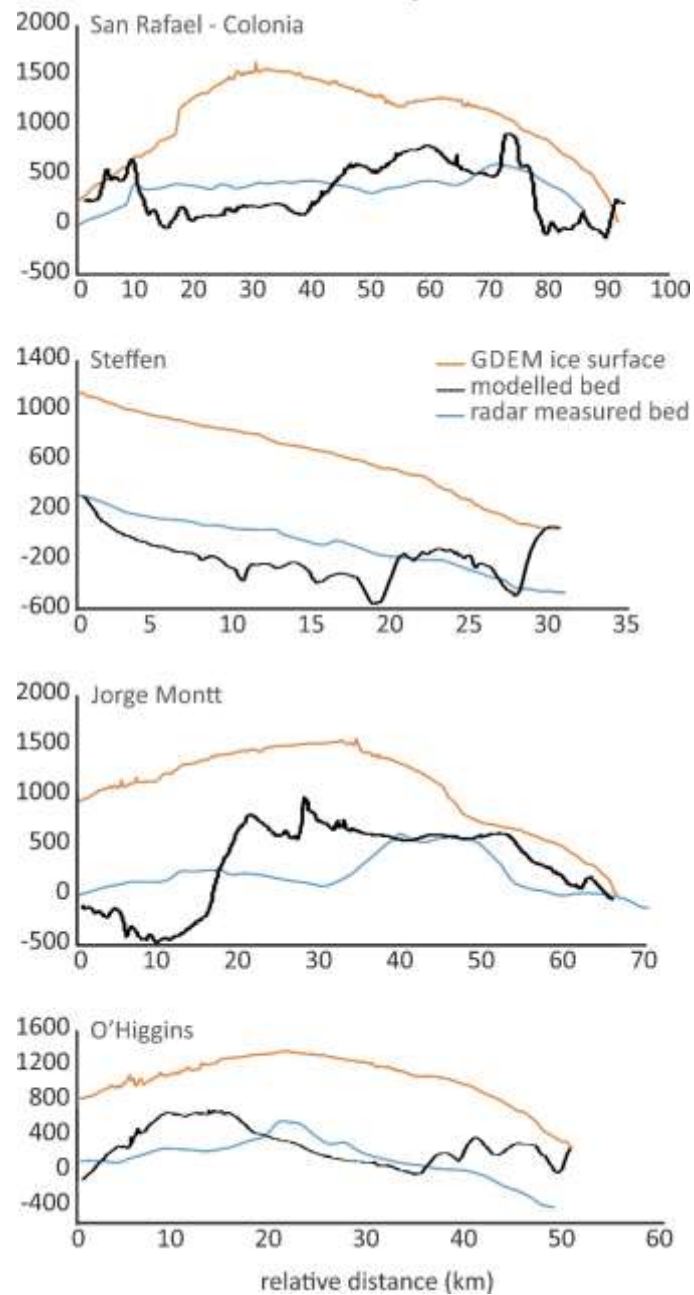 2000
San Rafael - Colonia
1500
1000
500
0
-500
0 10 20 30 40 50 60 70 80 90 100
1400
Steffen
GDEM ice surface
1000
modelled bed
radar measured bed
600
200
-200
-600
0 5 10 15 20 25 30 35
2000
Jorge Montt
1500
1000
500
0
-500
0 10 20 30 40 50 60 70
1600
O'Higgins
1200
800
400
0
-400
0 10 20 30 40 50 60
relative distance (km)